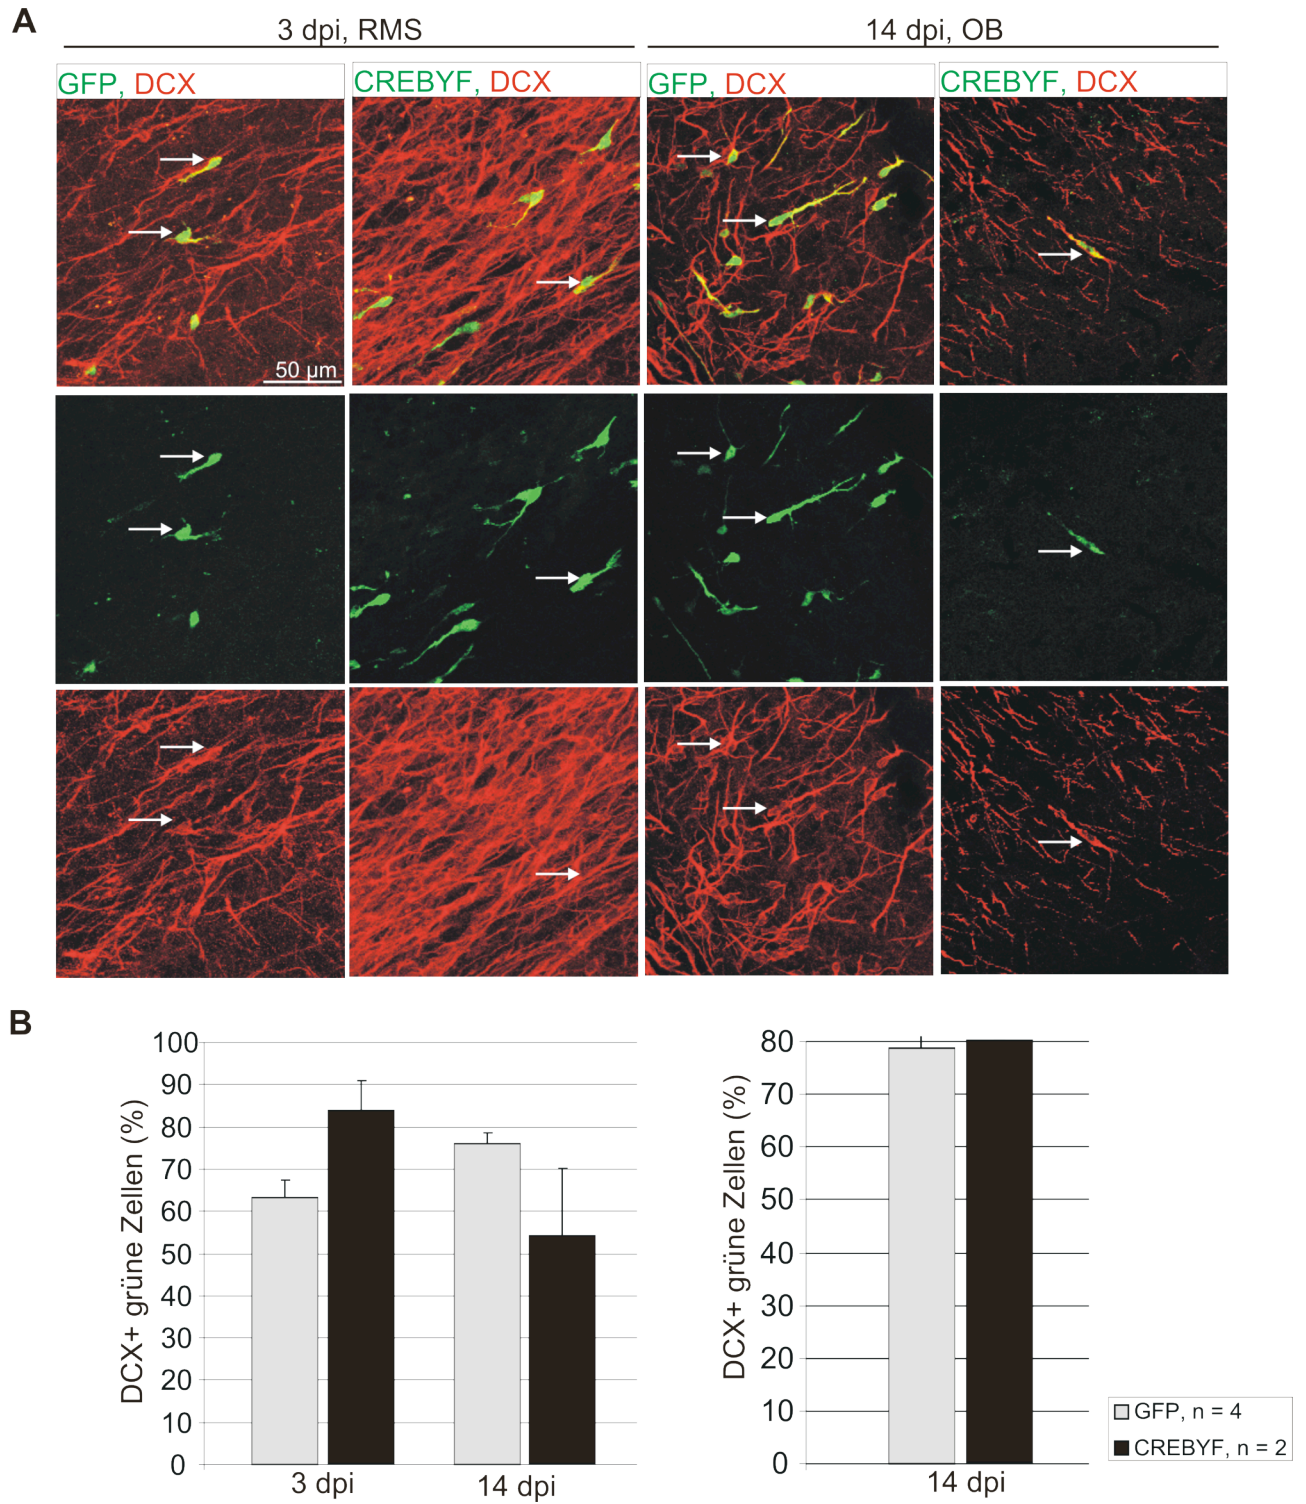 A
3 dpi, RMS
14 dpi, OB
GFP, DCX
CREBYF, DCX
GFP, DCX
CREBYF, DCX
50 µm
B
DCX+ grüne Zellen (%)
100
90
80
70
60
50
40
30
20
10
0
3 dpi
14 dpi
DCX+ grüne Zellen (%)
80
70
60
50
40
30
20
10
0
14 dpi
GFP, n = 4
CREBYF, n = 2